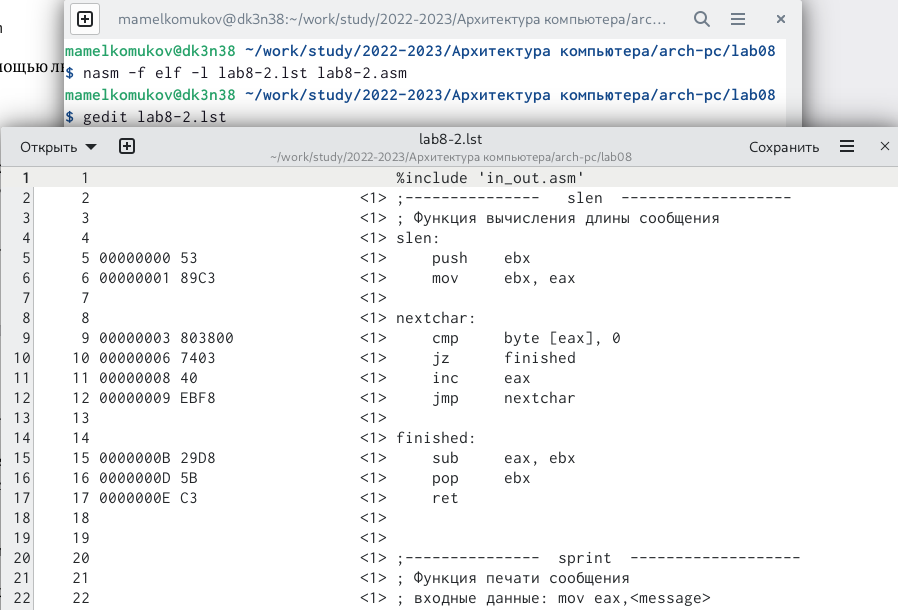 mamelkomukov@dk3n38:~/work/study/2022-2023/Архитектура компьютера/arc…
mamelkomukov@dk3n38 ~/work/study/2022-2023/Архитектура компьютера/arch-pc/lab08
$ nasm -f elf -l lab8-2.lst lab8-2.asm
mamelkomukov@dk3n38 ~/work/study/2022-2023/Архитектура компьютера/arch-pc/lab08
$ gedit lab8-2.lst
Открыть
lab8-2.lst
~/work/study/2022-2023/Архитектура компьютера/arch-pc/lab08
Сохранить
1 1 %include 'in_out.asm'
2 2 <1> ;--------------- slen -------------------
3 3 <1> ; Функция вычисления длины сообщения
4 4 <1> slen:
5 5 00000000 53 <1> push ebx
6 6 00000001 89C3 <1> mov ebx, eax
7 7 <1>
8 8 <1> nextchar:
9 9 00000003 803800 <1> cmp byte [eax], 0
10 10 00000006 7403 <1> jz finished
11 11 00000008 40 <1> inc eax
12 12 00000009 EBF8 <1> jmp nextchar
13 13 <1>
14 14 <1> finished:
15 15 0000000B 29D8 <1> sub eax, ebx
16 16 0000000D 5B <1> pop ebx
17 17 0000000E C3 <1> ret
18 18 <1>
19 19 <1>
20 20 <1> ;--------------- sprint -------------------
21 21 <1> ; Функция печати сообщения
22 22 <1> ; входные данные: mov eax,<message>